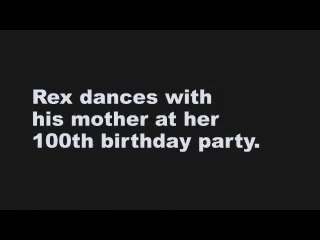 Rex dances with
his mother at her
100th birthday party.